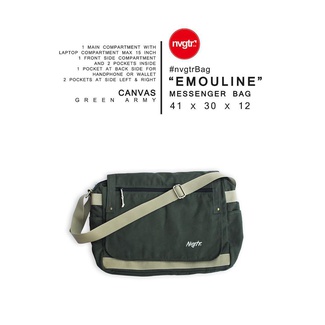 1 MAIN COMPARTMENT WITH
LAPTOP COMPARTMENT MAX 15 INCH
1 FRONT SIDE COMPARTMENT
AND 2 POCKETS INSIDE
1 POCKET AT BACK SIDE FOR
HANDPHONE OR WALLET
2 POCKETS AT SIDE LEFT & RIGHT
CANVAS
GREEN ARMY
nvgtr.
#nvgtrBag
"EMOULINE"
MESSENGER BAG
41 x 30 x 12
Nvgtr.